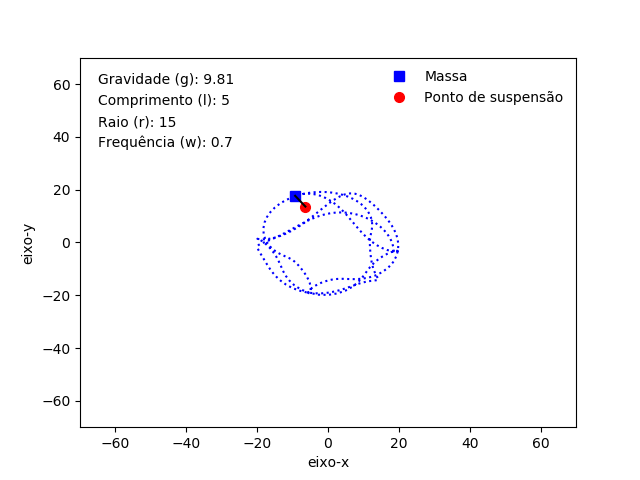 Gravidade (g): 9.81
Comprimento (l): 5
Raio (r): 15
Frequência (w): 0.7
Massa
Ponto de suspensão
eixo-y
60
40
20
0
−20
−40
−60
−60 −40 −20 0 20 40 60
eixo-x